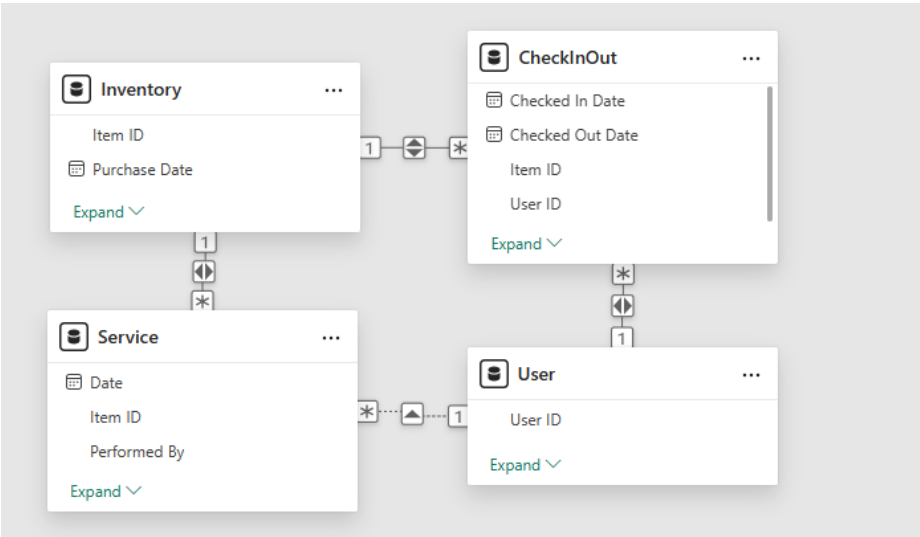 Inventory
...
Item ID
Purchase Date
Expand
1
*
CheckInOut
...
Checked In Date
Checked Out Date
Item ID
User ID
Expand
1
*
*
1
Service
...
Date
Item ID
Performed By
Expand
*
1
User
...
User ID
Expand